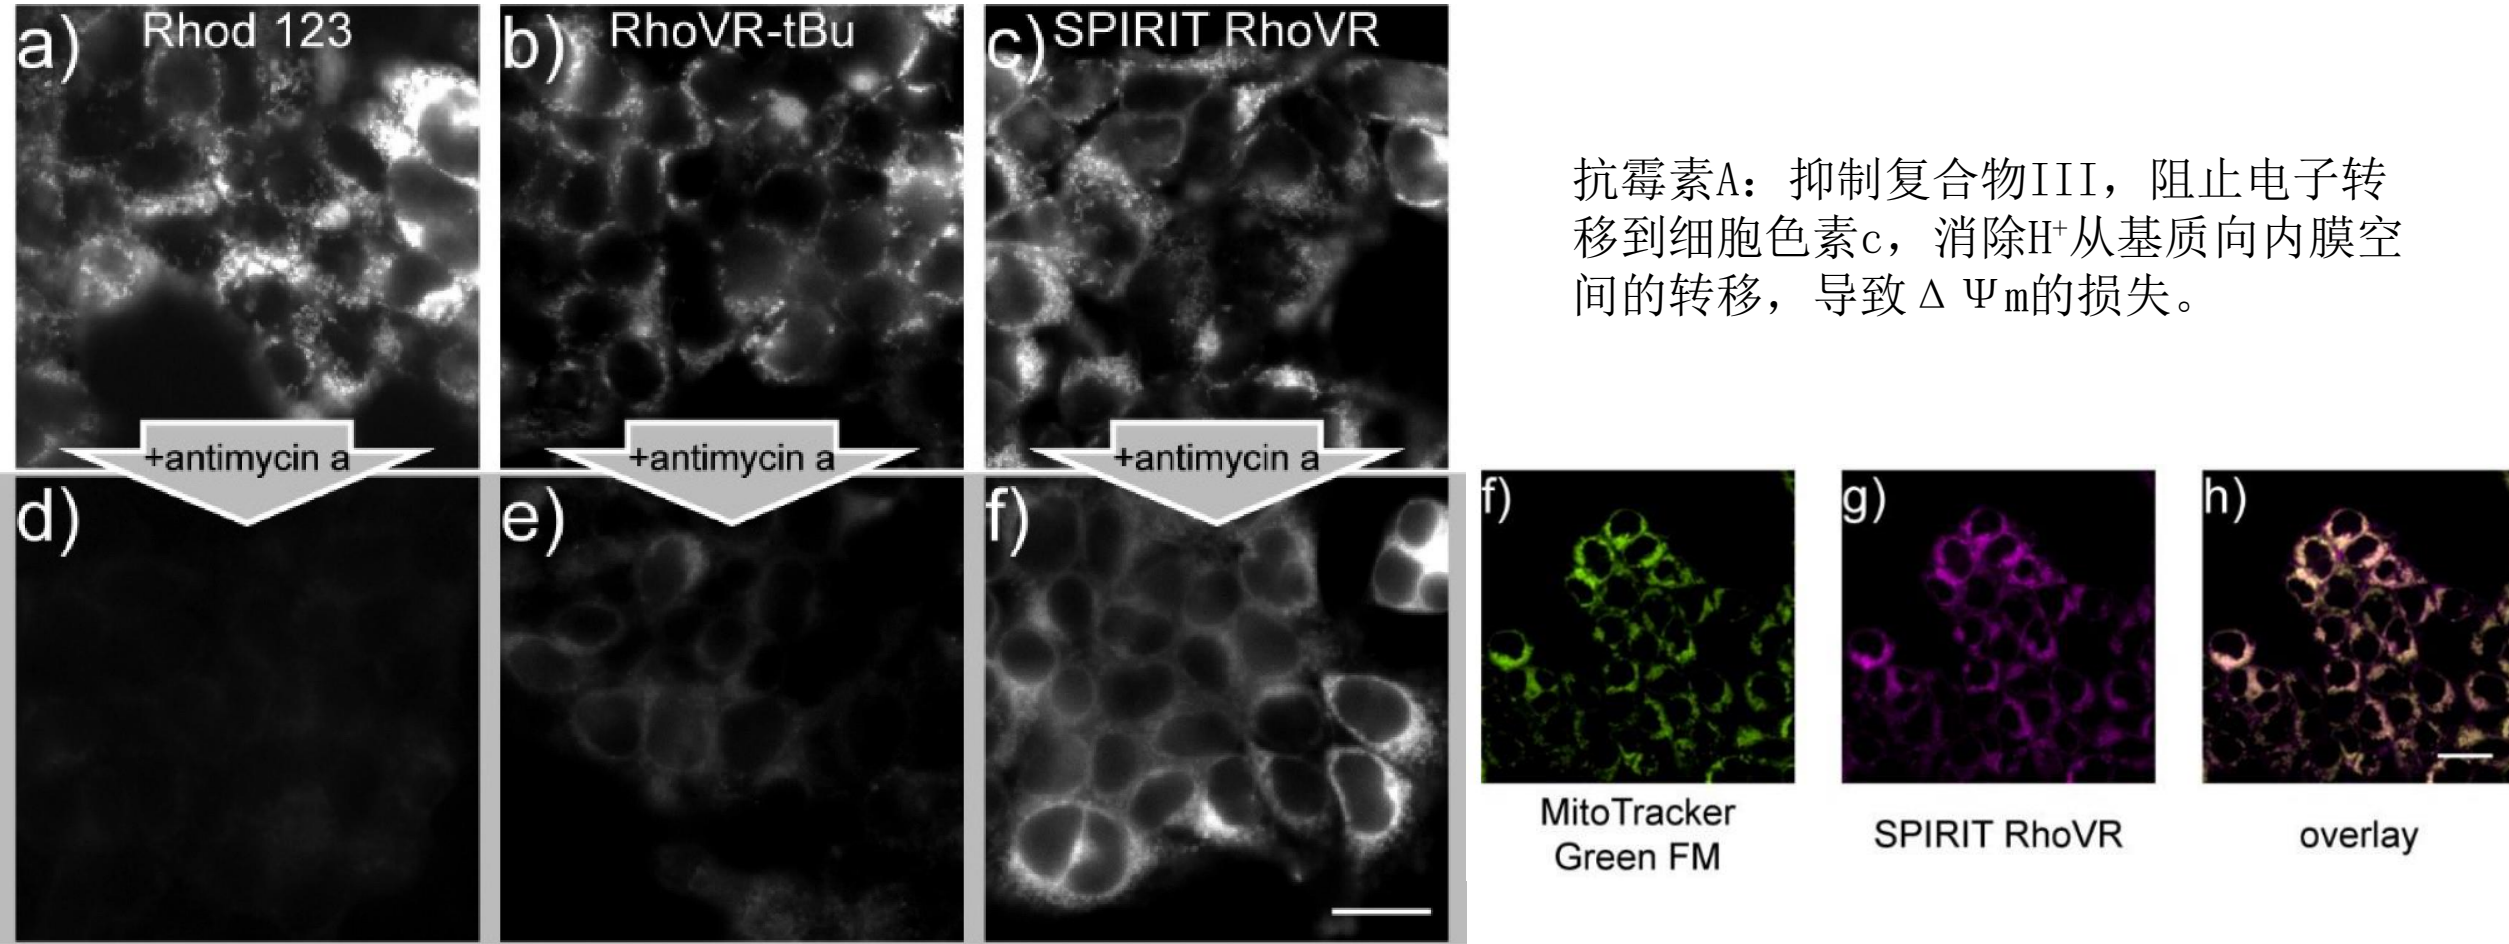 a) Rhod 123
b) RhoVR-tBu
c) SPIRIT RhoVR
+antimycin a
+antimycin a
+antimycin a
d)
e)
f)
抗霉素A：抑制复合物III，阻止电子转
移到细胞色素c，消除H⁺从基质向内膜空
间的转移，导致ΔΨm的损失。
f)
g)
h)
MitoTracker
Green FM
SPIRIT RhoVR
overlay